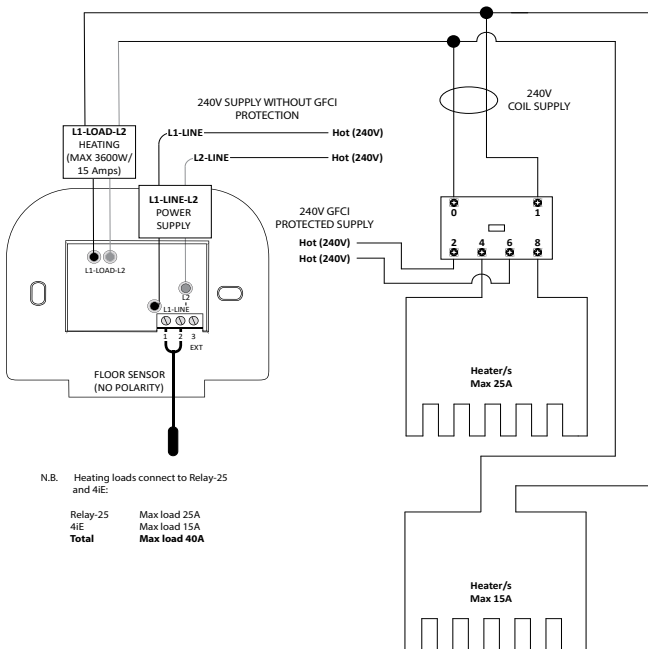 L1-LOAD-L2
HEATING
(MAX 3600W/
15 Amps)
240V SUPPLY WITHOUT GFCI
PROTECTION
L1-LINE
Hot (240V)
L2-LINE
Hot (240V)
L1-LINE-L2
POWER
SUPPLY
L1-LOAD-L2
L2
L1-LINE
1 2 3
EXT
FLOOR SENSOR
(NO POLARITY)
240V
COIL SUPPLY
0 1
2 4 6 8
240V GFCI
PROTECTED SUPPLY
Hot (240V)
Hot (240V)
Heater/s
Max 25A
N.B. Heating loads connect to Relay-25
and 4iE:
Relay-25 Max load 25A
4iE Max load 15A
Total Max load 40A
Heater/s
Max 15A